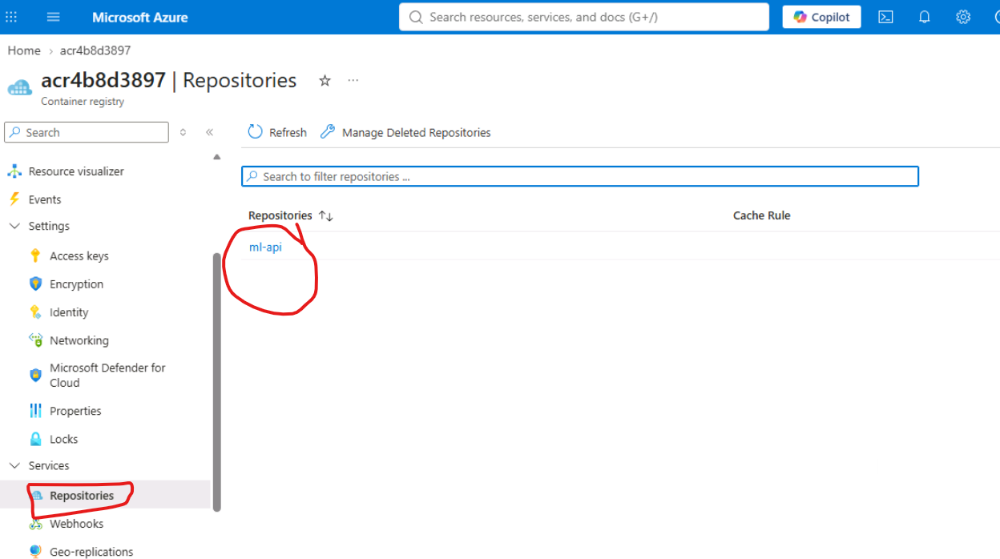 Microsoft Azure
Search resources, services, and docs (G+/)
Copilot
Home > acr4b8d3897
acr4b8d3897 | Repositories
Container registry
Search
Refresh
Manage Deleted Repositories
Resource visualizer
Events
Settings
Access keys
Encryption
Identity
Networking
Microsoft Defender for
Cloud
Properties
Locks
Services
Repositories
Webhooks
Geo-replications
Search to filter repositories ...
Repositories
Cache Rule
ml-api